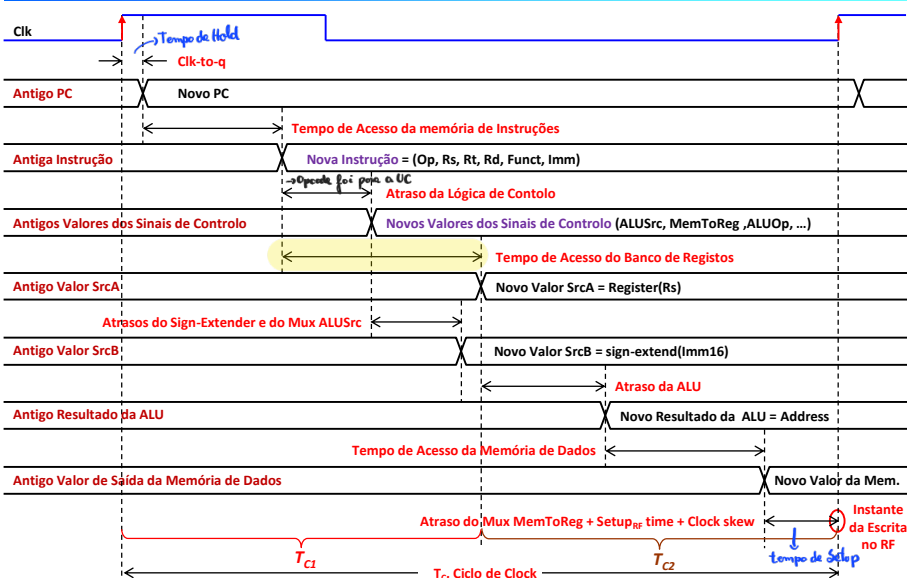 Clk
→Tempo de Hold
Clk-to-q
Antigo PC
Novo PC
Tempo de Acesso da memória de Instruções
Antiga Instrução
Nova Instrução = (Op, Rs, Rt, Rd, Funct, Imm)
→Opcode foi para a UC
Atraso da Lógica de Contolo
Antigos Valores dos Sinais de Controlo
Novos Valores dos Sinais de Controlo (ALUSrc, MemToReg ,ALUOp, …)
Tempo de Acesso do Banco de Registos
Antigo Valor SrcA
Novo Valor SrcA = Register(Rs)
Atrasos do Sign-Extender e do Mux ALUSrc
Antigo Valor SrcB
Novo Valor SrcB = sign-extend(Imm16)
Atraso da ALU
Antigo Resultado da ALU
Novo Resultado da ALU = Address
Tempo de Acesso da Memória de Dados
Antigo Valor de Saída da Memória de Dados
Novo Valor da Mem.
Atraso do Mux MemToReg + Setup_RF time + Clock skew
Instante
da Escrita
no RF
tempo de Setup
T_C1
T_C2
T_C, Ciclo de Clock